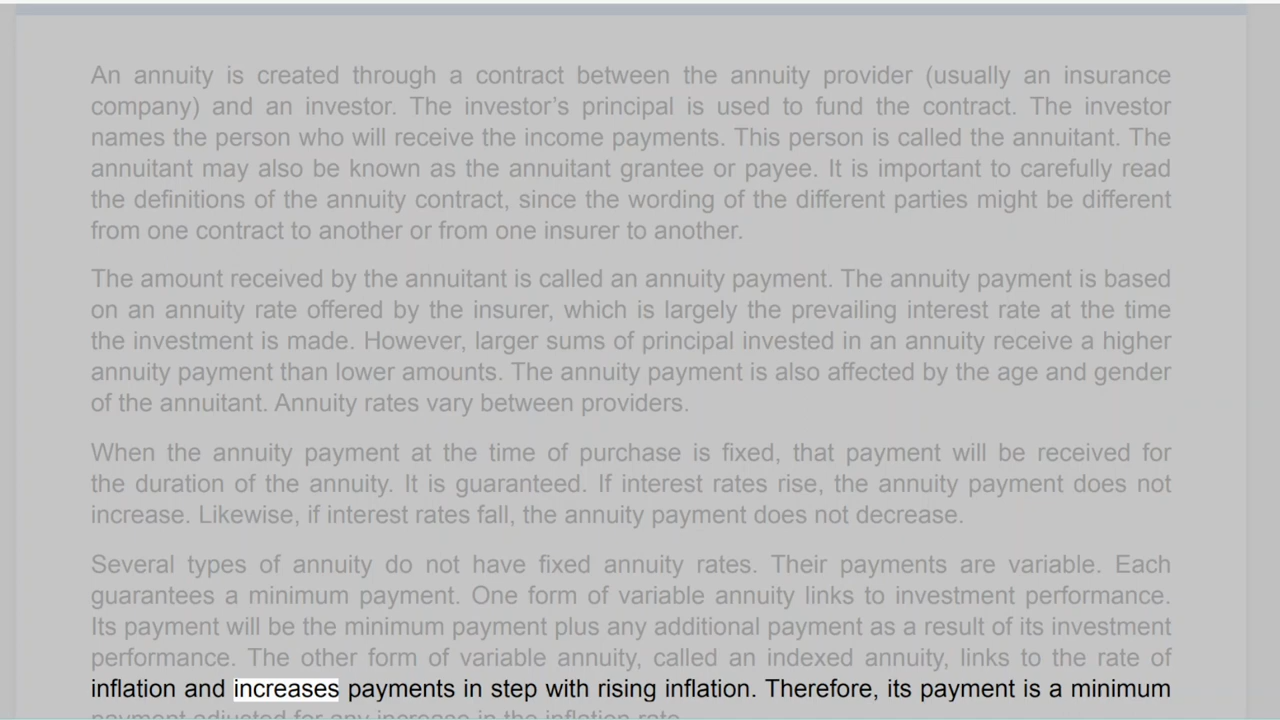 An annuity is created through a contract between the annuity provider (usually an insurance
company) and an investor. The investor’s principal is used to fund the contract. The investor
names the person who will receive the income payments. This person is called the annuitant. The
annuitant may also be known as the annuitant grantee or payee. It is important to carefully read
the definitions of the annuity contract, since the wording of the different parties might be different
from one contract to another or from one insurer to another.
The amount received by the annuitant is called an annuity payment. The annuity payment is based
on an annuity rate offered by the insurer, which is largely the prevailing interest rate at the time
the investment is made. However, larger sums of principal invested in an annuity receive a higher
annuity payment than lower amounts. The annuity payment is also affected by the age and gender
of the annuitant. Annuity rates vary between providers.
When the annuity payment at the time of purchase is fixed, that payment will be received for
the duration of the annuity. It is guaranteed. If interest rates rise, the annuity payment does not
increase. Likewise, if interest rates fall, the annuity payment does not decrease.
Several types of annuity do not have fixed annuity rates. Their payments are variable. Each
guarantees a minimum payment. One form of variable annuity links to investment performance.
Its payment will be the minimum payment plus any additional payment as a result of its investment
performance. The other form of variable annuity, called an indexed annuity, links to the rate of
inflation and increases payments in step with rising inflation. Therefore, its payment is a minimum
payment adjusted for any increase in the inflation rate.